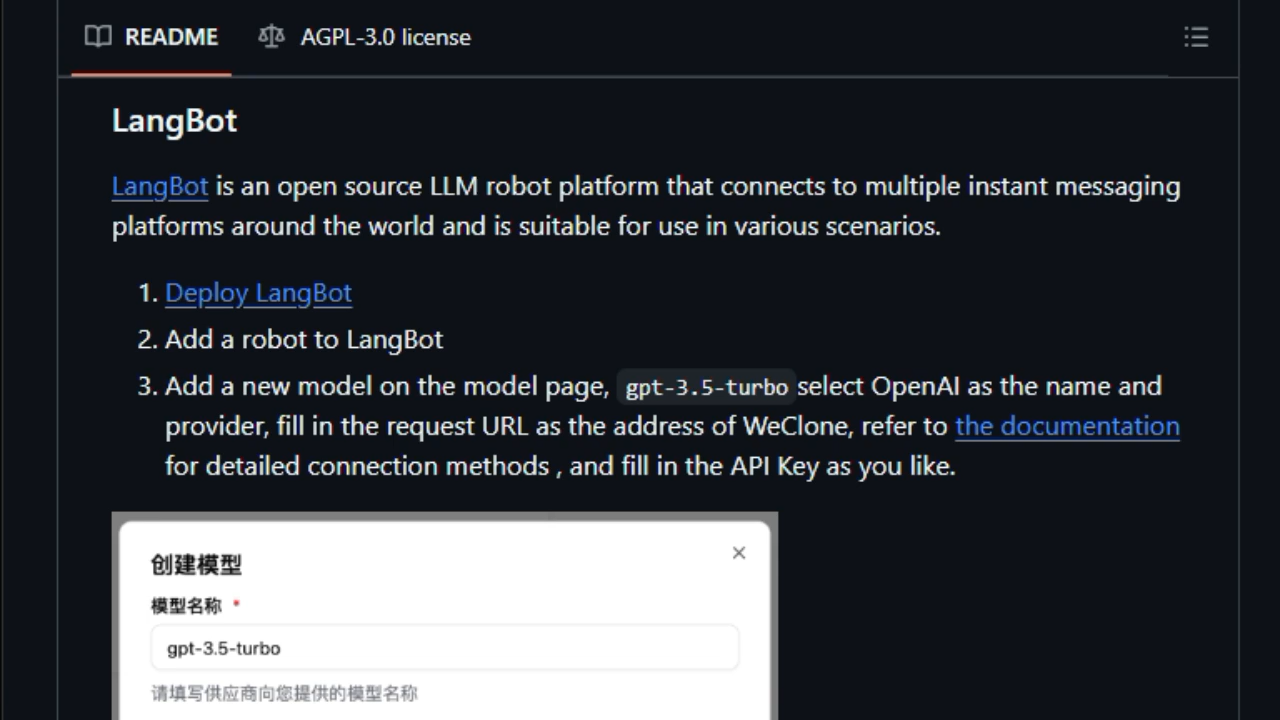 README
AGPL-3.0 license
LangBot
LangBot is an open source LLM robot platform that connects to multiple instant messaging
platforms around the world and is suitable for use in various scenarios.
1. Deploy LangBot
2. Add a robot to LangBot
3. Add a new model on the model page, gpt-3.5-turbo select OpenAI as the name and
provider, fill in the request URL as the address of WeClone, refer to the documentation
for detailed connection methods , and fill in the API Key as you like.
创建模型
模型名称 *
gpt-3.5-turbo
请填写供应商向您提供的模型名称